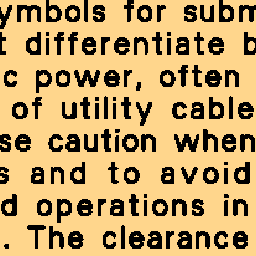 ymbols for subm
t differentiate b
c power, often
of utility cable
se caution when
s and to avoid
d operations in
. The clearance